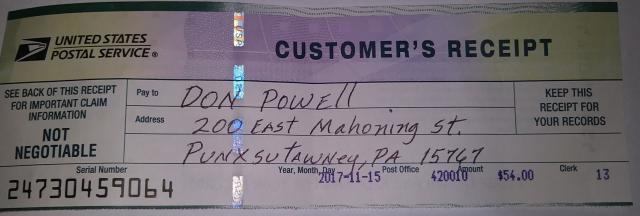 UNITED STATES
POSTAL SERVICE®
CUSTOMER'S RECEIPT
SEE BACK OF THIS RECEIPT
FOR IMPORTANT CLAIM
INFORMATION
NOT
NEGOTIABLE
Pay to
DON POWELL
Address
200 EAST Mahoning St.
PUNXSUTAWNEY, PA 15767
KEEP THIS
RECEIPT FOR
YOUR RECORDS
Serial Number
24730459064
Year, Month, Day
2017-11-15
Post Office
420010
Amount
$54.00
Clerk
13